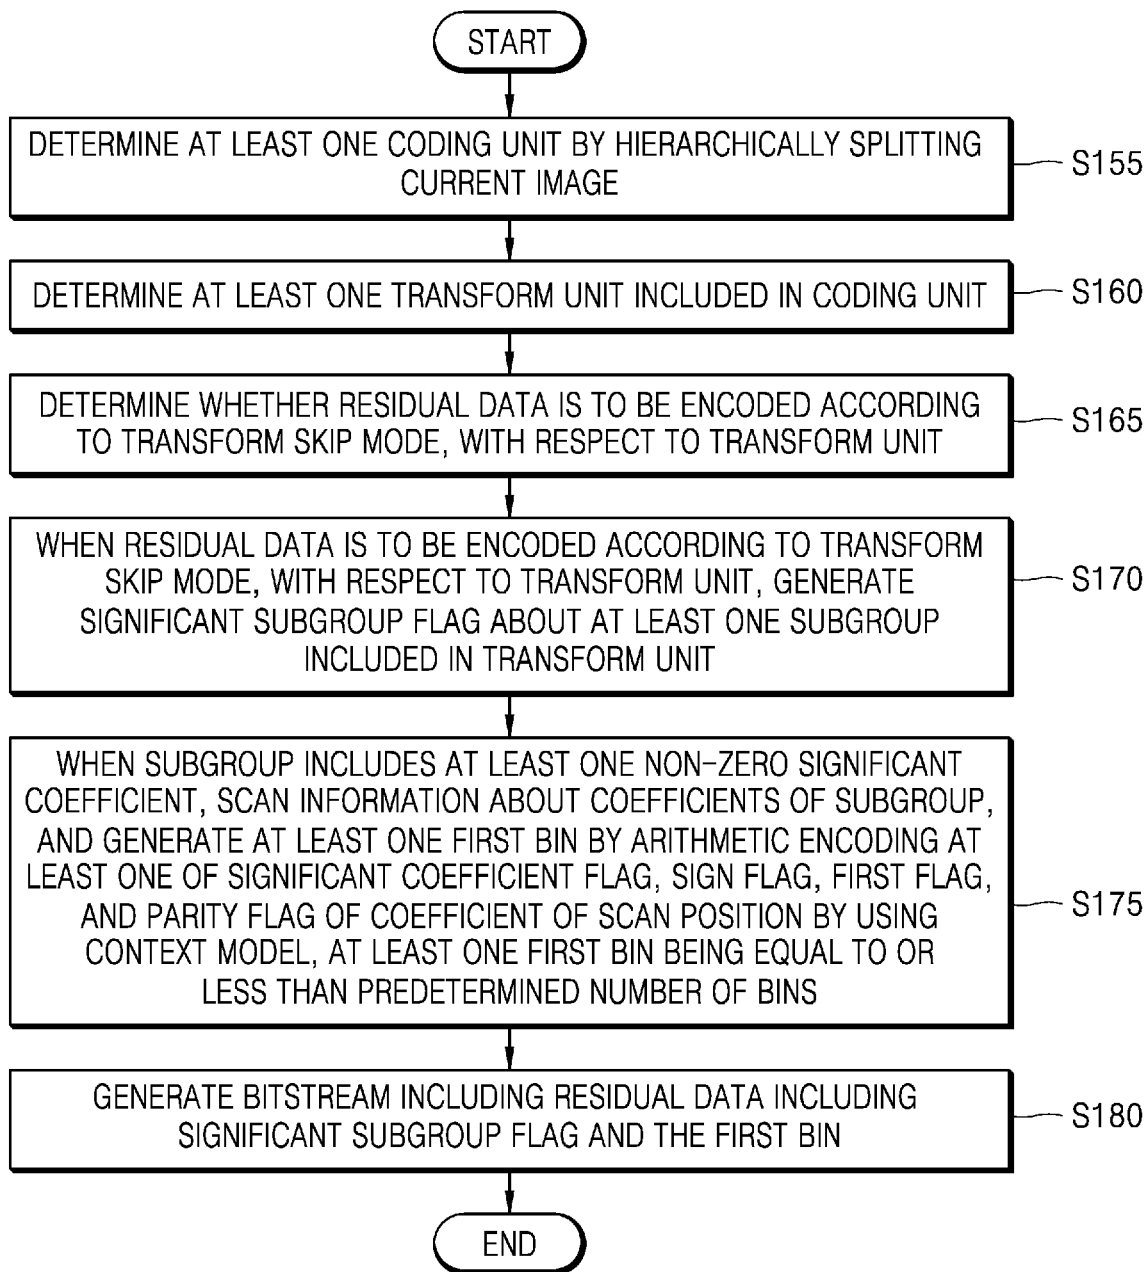 START
DETERMINE AT LEAST ONE CODING UNIT BY HIERARCHICALLY SPLITTING
CURRENT IMAGE
S155
DETERMINE AT LEAST ONE TRANSFORM UNIT INCLUDED IN CODING UNIT
S160
DETERMINE WHETHER RESIDUAL DATA IS TO BE ENCODED ACCORDING
TO TRANSFORM SKIP MODE, WITH RESPECT TO TRANSFORM UNIT
S165
WHEN RESIDUAL DATA IS TO BE ENCODED ACCORDING TO TRANSFORM
SKIP MODE, WITH RESPECT TO TRANSFORM UNIT, GENERATE
SIGNIFICANT SUBGROUP FLAG ABOUT AT LEAST ONE SUBGROUP
INCLUDED IN TRANSFORM UNIT
S170
WHEN SUBGROUP INCLUDES AT LEAST ONE NON-ZERO SIGNIFICANT
COEFFICIENT, SCAN INFORMATION ABOUT COEFFICIENTS OF SUBGROUP,
AND GENERATE AT LEAST ONE FIRST BIN BY ARITHMETIC ENCODING AT
LEAST ONE OF SIGNIFICANT COEFFICIENT FLAG, SIGN FLAG, FIRST FLAG,
AND PARITY FLAG OF COEFFICIENT OF SCAN POSITION BY USING
CONTEXT MODEL, AT LEAST ONE FIRST BIN BEING EQUAL TO OR
LESS THAN PREDETERMINED NUMBER OF BINS
S175
GENERATE BITSTREAM INCLUDING RESIDUAL DATA INCLUDING
SIGNIFICANT SUBGROUP FLAG AND THE FIRST BIN
S180
END